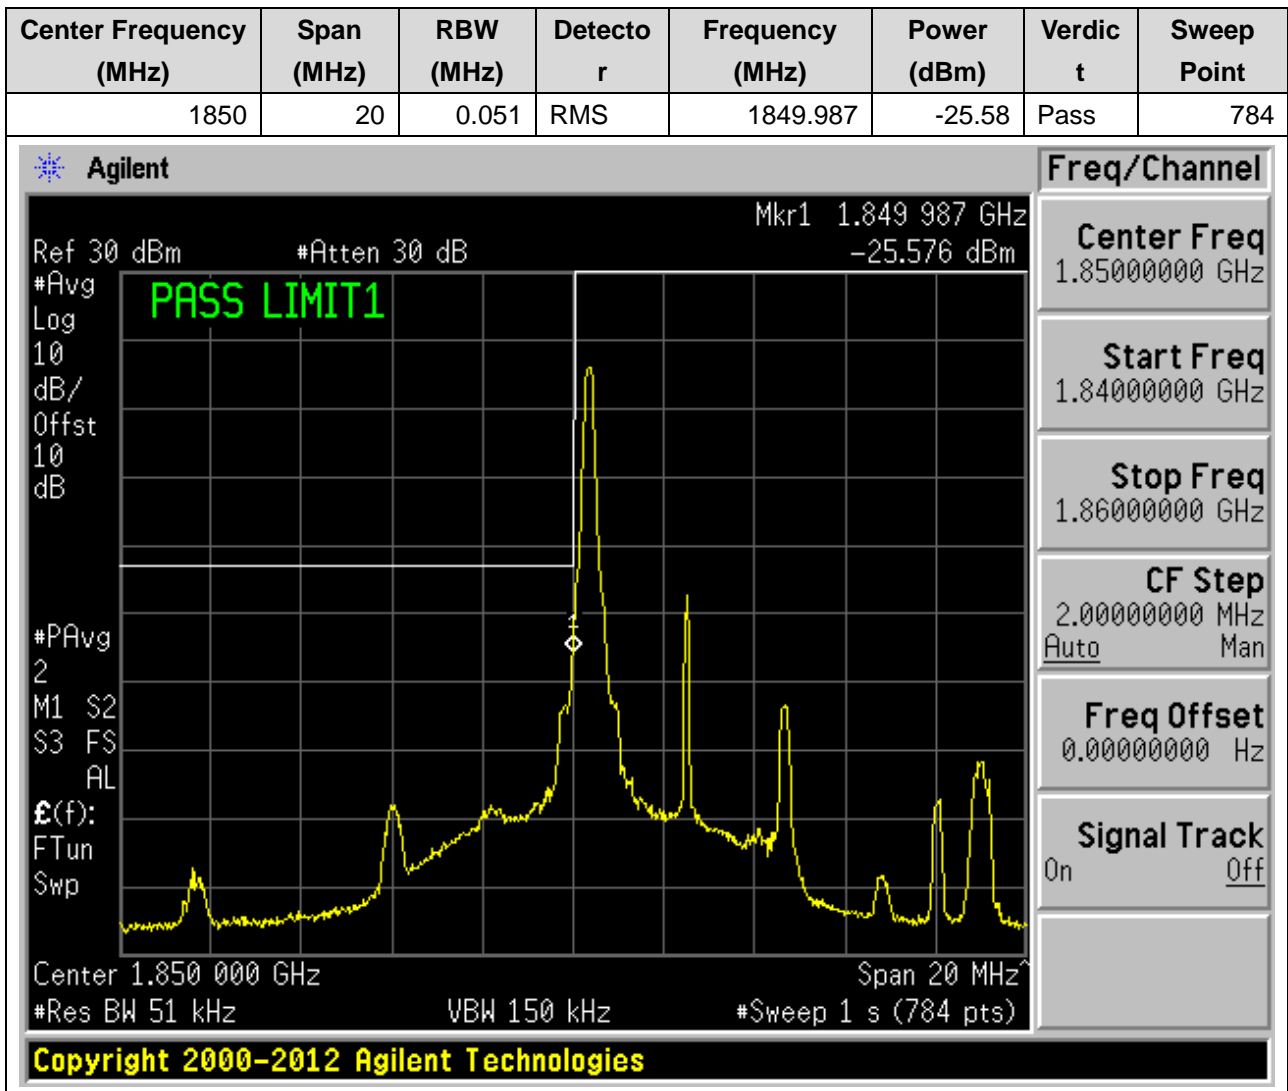 Center Frequency (MHz) Span (MHz) RBW (MHz) Detecto r Frequency (MHz) Power (dBm) Verdic t Sweep Point
1850 20 0.051 RMS 1849.987 -25.58 Pass 784
Agilent
Freq/Channel
Mkr1 1.849 987 GHz
Ref 30 dBm #Atten 30 dB -25.576 dBm
#Avg
Log
10
dB/
Offst
10
dB
PASS LIMIT1
1
#PAvg
2
M1 S2
S3 FS
AL
£(f):
FTun
Swp
Center 1.850 000 GHz Span 20 MHz^
#Res BW 51 kHz VBW 150 kHz #Sweep 1 s (784 pts)
Center Freq
1.85000000 GHz
Start Freq
1.84000000 GHz
Stop Freq
1.86000000 GHz
CF Step
2.00000000 MHz
Auto Man
Freq Offset
0.00000000 Hz
Signal Track
On Off
Copyright 2000-2012 Agilent Technologies